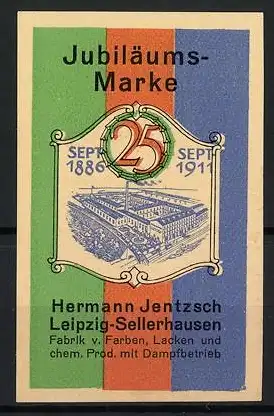 Jubiläums-
Marke
25
SEPT. SEPT.
1886 1911
Hermann Jentzsch
Leipzig-Sellerhausen
Fabrik v. Farben, Lacken und
chem. Prod. mit Dampfbetrieb